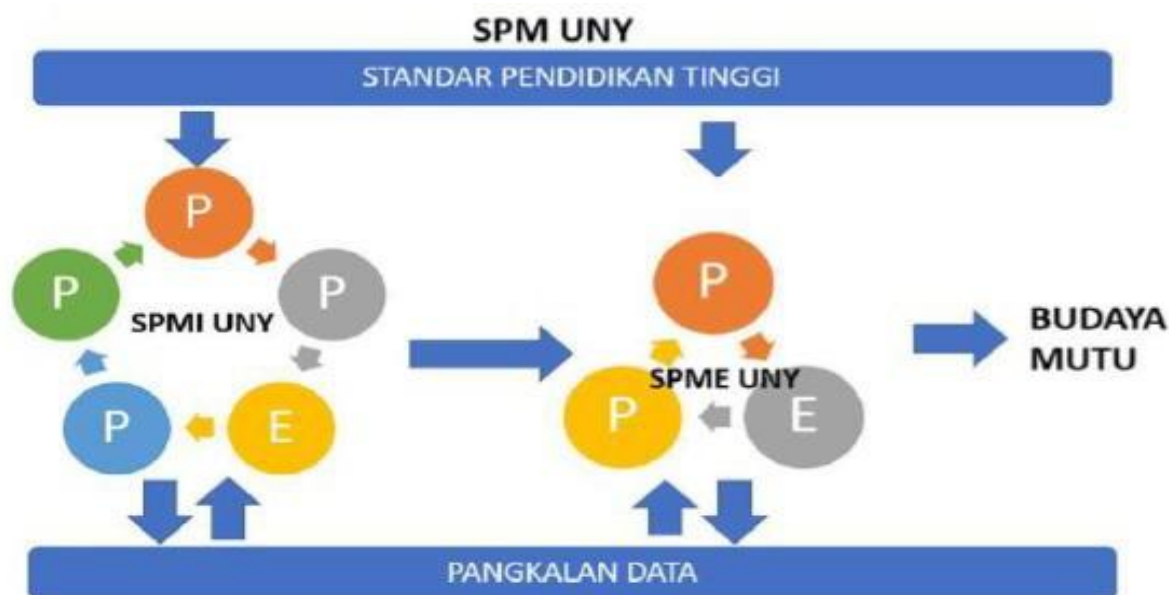 SPM UNY
STANDAR PENDIDIKAN TINGGI
P
P
P
SPMI UNY
P
E
P
SPME UNY
P
E
BUDAYA
MUTU
PANGKALAN DATA